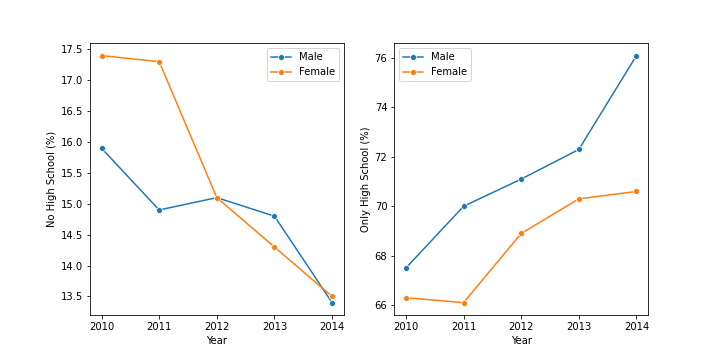 Male
Female
17.5
17.0
16.5
16.0
15.5
15.0
14.5
14.0
13.5
No High School (%)
2010 2011 2012 2013 2014
Year
Male
Female
76
74
72
70
68
66
Only High School (%)
2010 2011 2012 2013 2014
Year